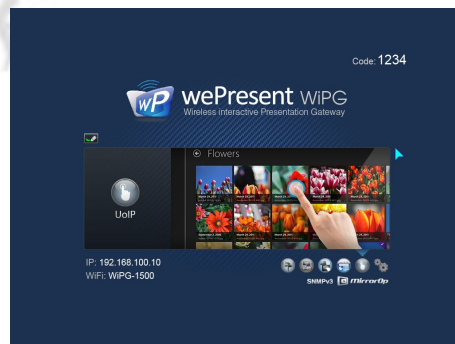 Code: 1234
wP wePresent WiPG
Wireless interactive Presentation Gateway
Flowers
UoIP
IP: 192.168.100.10
WiFi: WiPG-1500
SNMPv3 MirrorOp